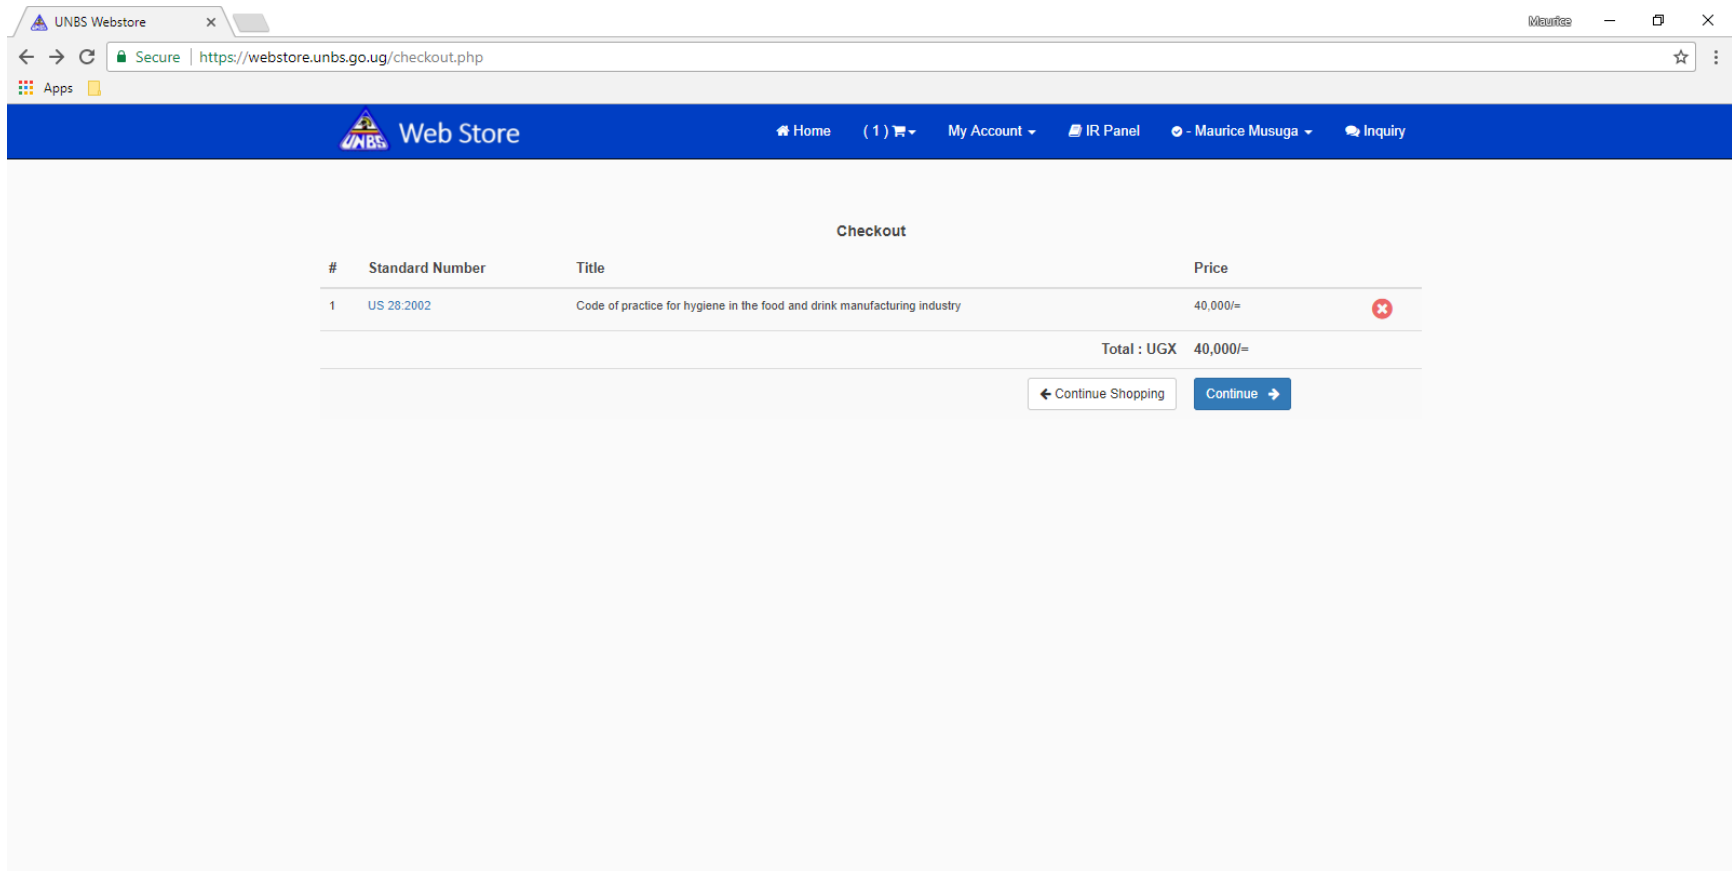 UNBS Webstore
Maurice
Secure https://webstore.unbs.go.ug/checkout.php
Apps
UNBS Web Store Home ( 1 ) My Account IR Panel - Maurice Musuga Inquiry
Checkout
# Standard Number Title Price
1 US 28:2002 Code of practice for hygiene in the food and drink manufacturing industry 40,000/=
Total : UGX 40,000/=
Continue Shopping Continue